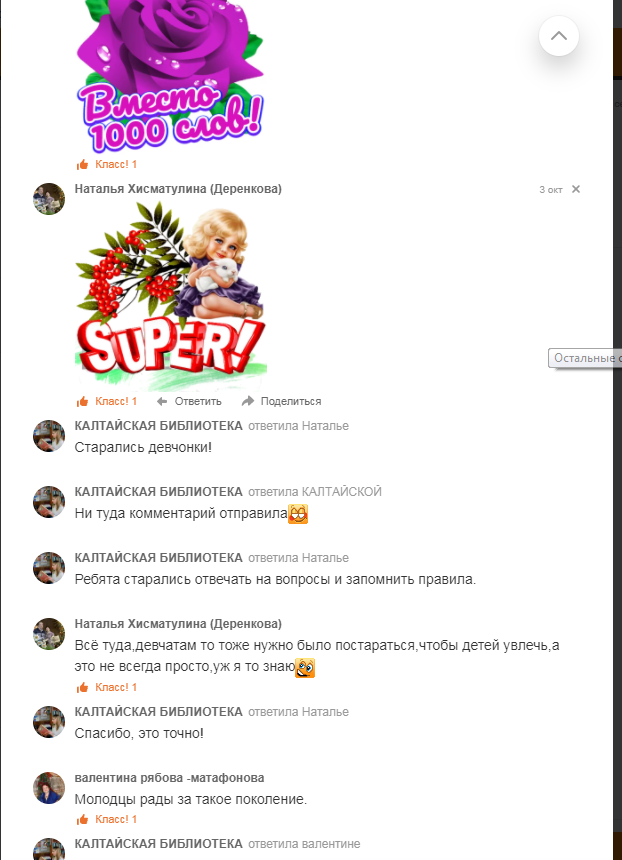 Вместо
1000 слов!
Класс! 1
Наталья Хисматулина (Деренкова)
3 окт
SUPER!
Остальные
Класс! 1
Ответить
Поделиться
КАЛТАЙСКАЯ БИБЛИОТЕКА ответила Наталье
Старались девчонки!
КАЛТАЙСКАЯ БИБЛИОТЕКА ответила КАЛТАЙСКОЙ
Ни туда комментарий отправила
КАЛТАЙСКАЯ БИБЛИОТЕКА ответила Наталье
Ребята старались отвечать на вопросы и запомнить правила.
Наталья Хисматулина (Деренкова)
Всё туда,девчатам то тоже нужно было постараться,чтобы детей увлечь,а
это не всегда просто,уж я то знаю
Класс! 1
КАЛТАЙСКАЯ БИБЛИОТЕКА ответила Наталье
Спасибо, это точно!
валентина рябова -матафонова
Молодцы рады за такое поколение.
Класс! 1
КАЛТАЙСКАЯ БИБЛИОТЕКА ответила валентине